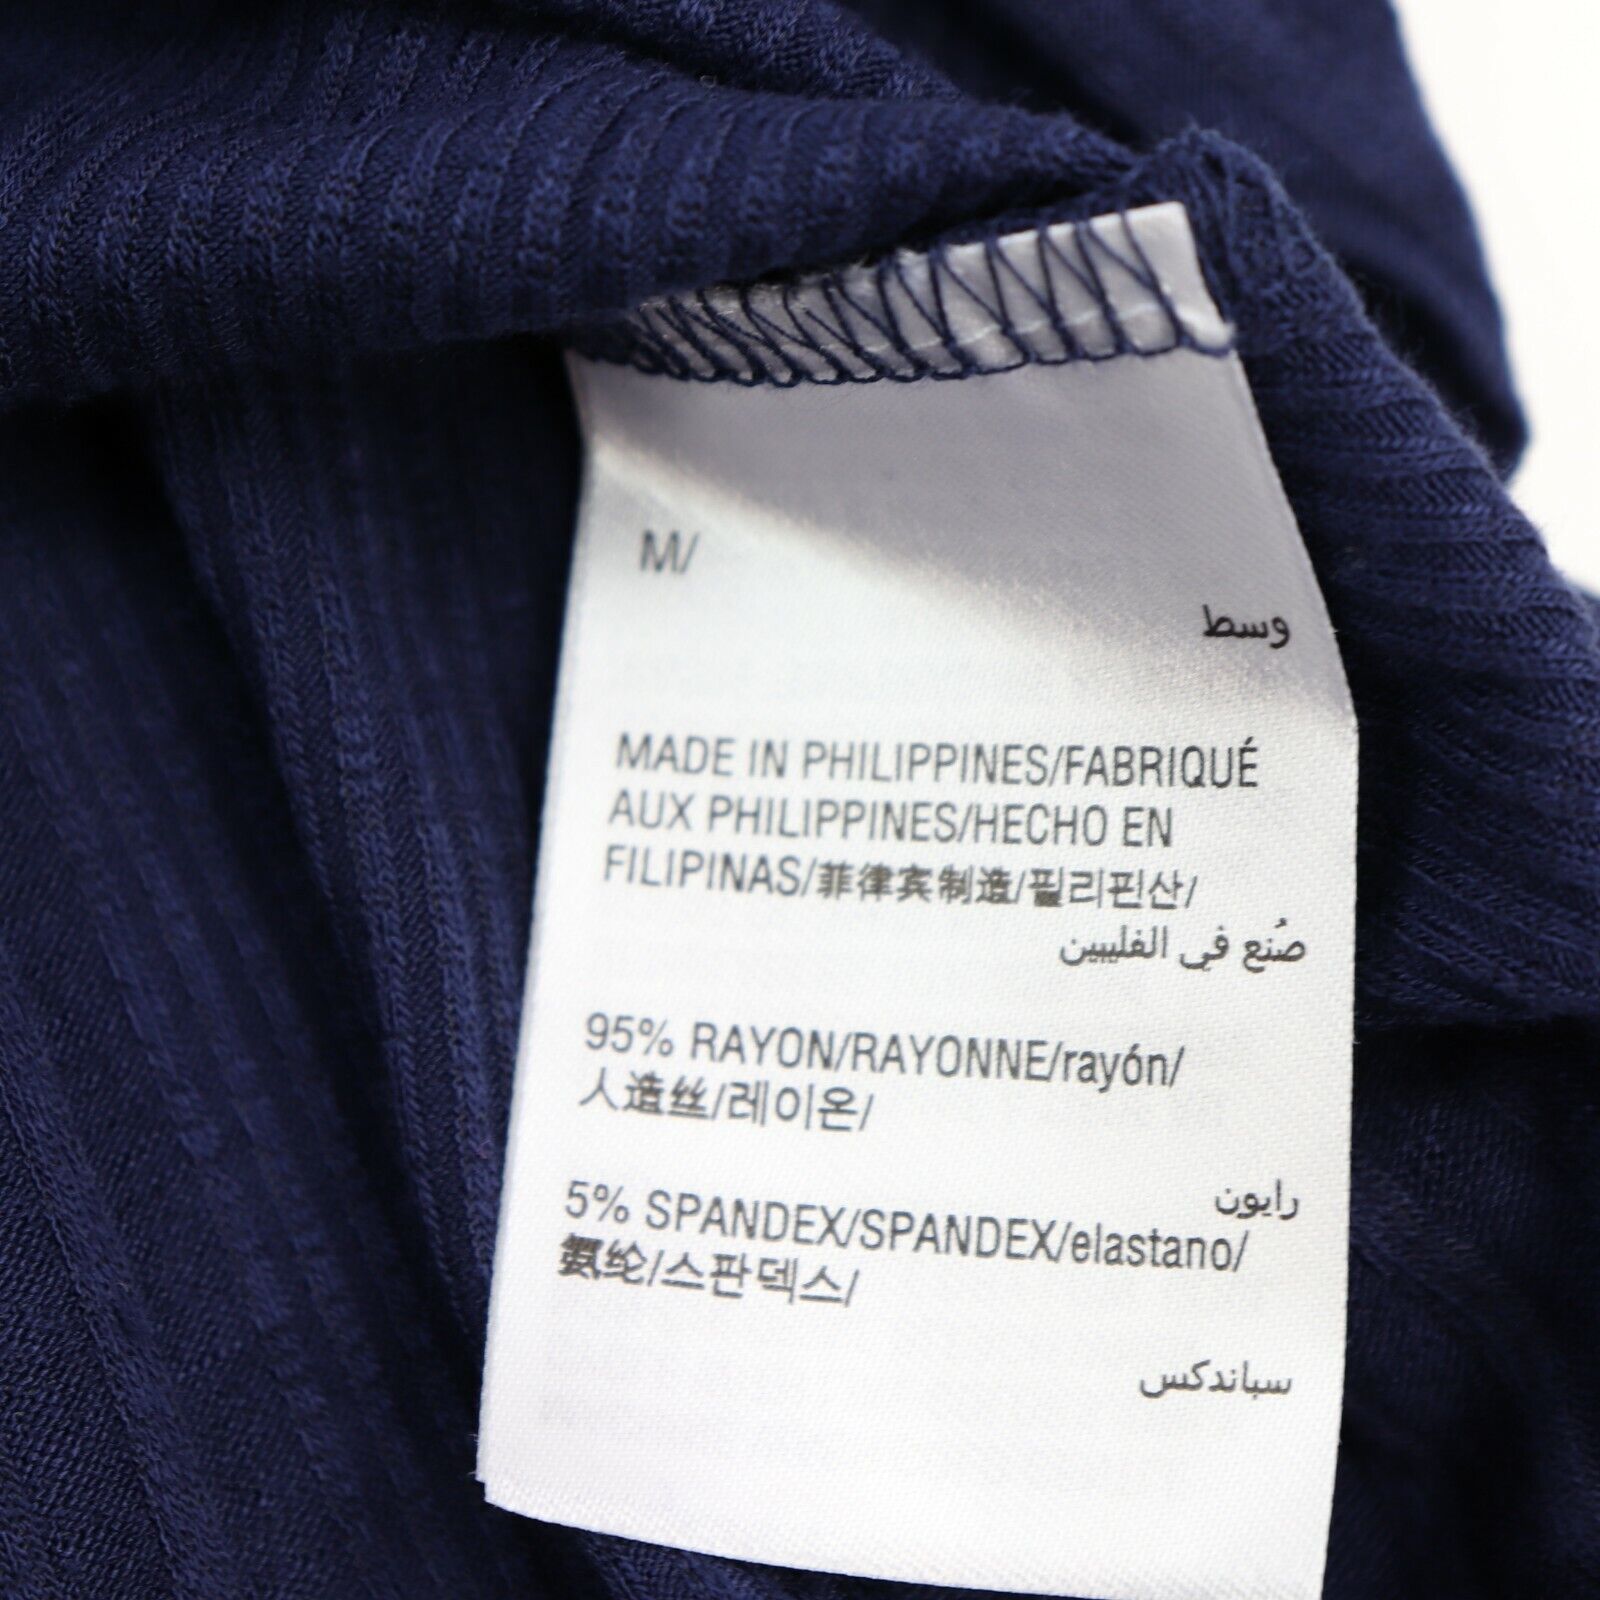 M/
وسط
MADE IN PHILIPPINES/FABRIQUÉ
AUX PHILIPPINES/HECHO EN
FILIPINAS/菲律宾制造/필리핀산/
صُنع في الفليبين
95% RAYON/RAYONNE/rayón/
人造丝/레이온/
رايون
5% SPANDEX/SPANDEX/elastano/
氨纶/스판덱스/
سباندكس